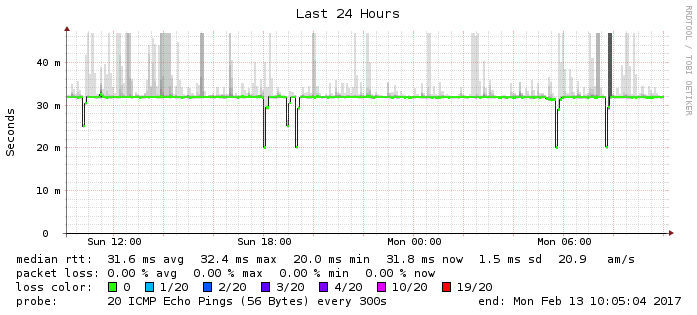 Last 24 Hours
RRDTOOL / TOBI OETIKER
Seconds
40 m
30 m
20 m
10 m
0
Sun 12:00 Sun 18:00 Mon 00:00 Mon 06:00
median rtt: 31.6 ms avg 32.4 ms max 20.0 ms min 31.8 ms now 1.5 ms sd 20.9 am/s
packet loss: 0.00 % avg 0.00 % max 0.00 % min 0.00 % now
loss color: 0 1/20 2/20 3/20 4/20 10/20 19/20
probe: 20 ICMP Echo Pings (56 Bytes) every 300s end: Mon Feb 13 10:05:04 2017